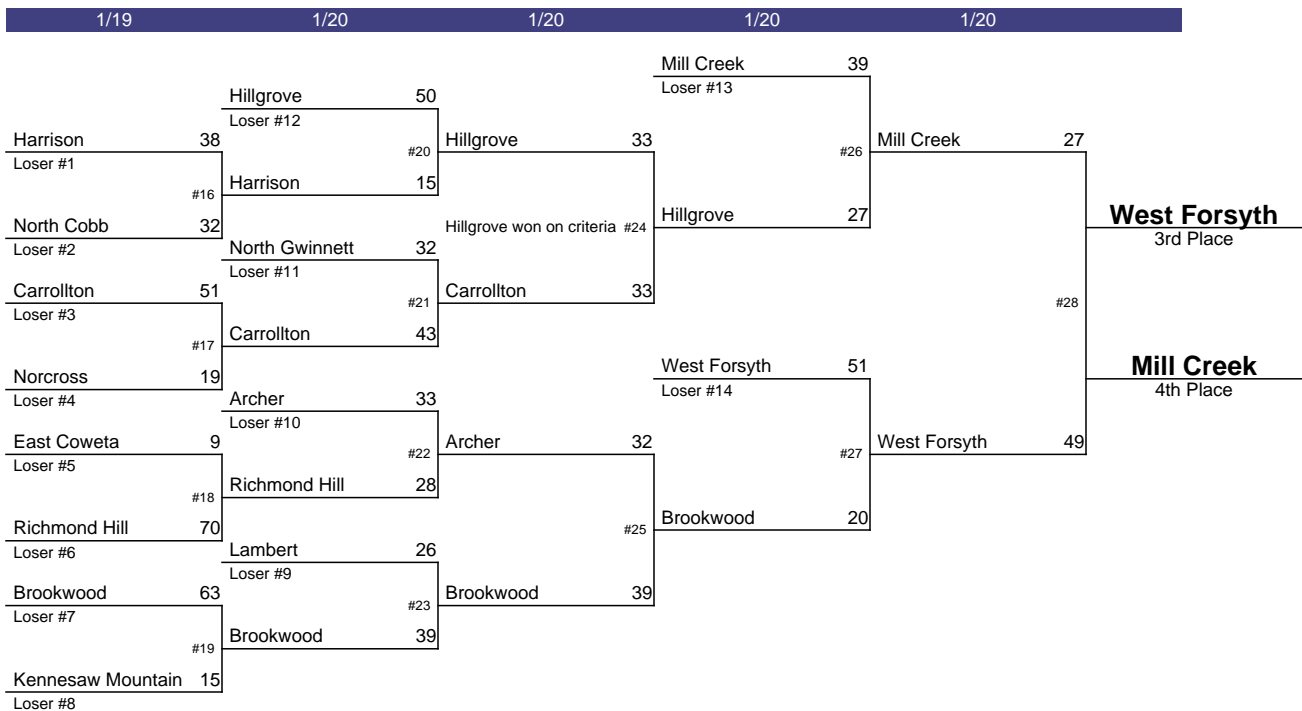 1/19 1/20 1/20 1/20 1/20
Mill Creek 39
Loser #13
Hillgrove 50
Loser #12
Harrison 38
Loser #1
#20
Hillgrove 33
#26
Mill Creek 27
#16
Harrison 15
North Cobb 32
Loser #2
Hillgrove won on criteria #24
Hillgrove 27
West Forsyth
3rd Place
North Gwinnett 32
Loser #11
Carrollton 51
Loser #3
#21
Carrollton 33
#28
#17
Carrollton 43
Norcross 19
Loser #4
West Forsyth 51
Loser #14
Mill Creek
4th Place
Archer 33
Loser #10
East Coweta 9
Loser #5
#22
Archer 32
#27
West Forsyth 49
#18
Richmond Hill 28
Richmond Hill 70
Loser #6
#25
Brookwood 20
Lambert 26
Loser #9
Brookwood 63
Loser #7
#23
Brookwood 39
#19
Brookwood 39
Kennesaw Mountain 15
Loser #8